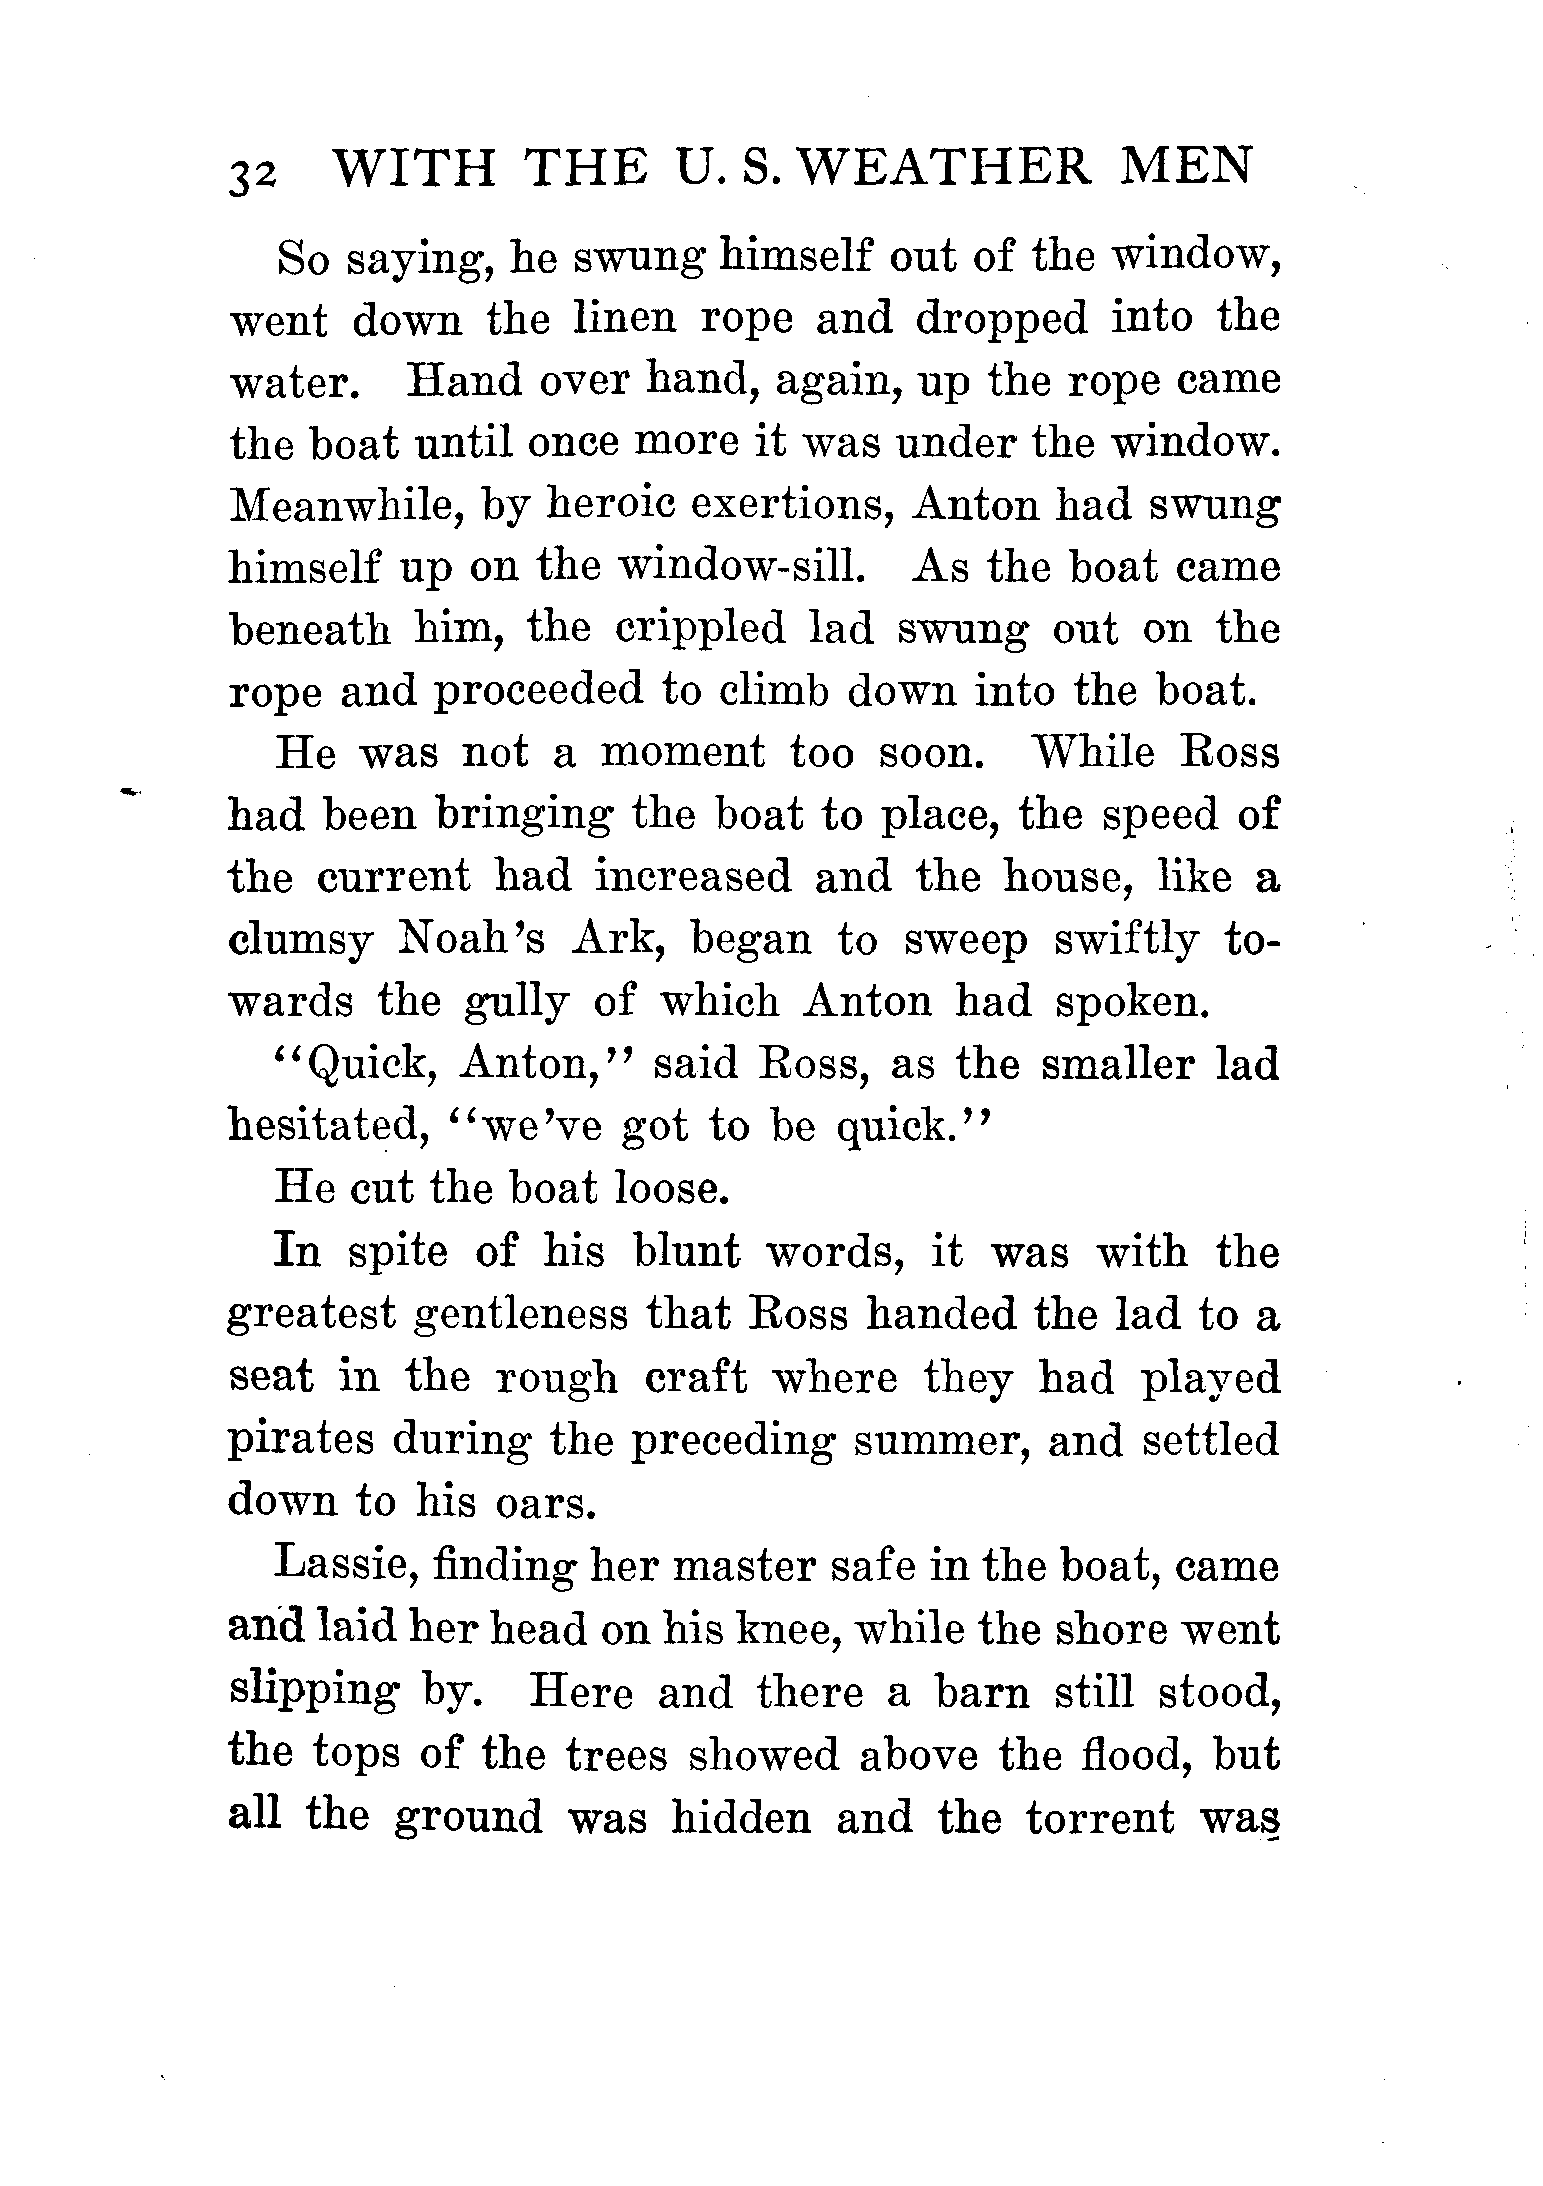 32 WITH THE U. S. WEATHER MEN
So saying, he swung himself out of the window,
went down the linen rope and dropped into the
water. Hand over hand, again, up the rope came
the boat until once more it was under the window.
Meanwhile, by heroic exertions, Anton had swung
himself up on the window-sill. As the boat came
beneath him, the crippled lad swung out on the
rope and proceeded to climb down into the boat.
He was not a moment too soon. While Ross
had been bringing the boat to place, the speed of
the current had increased and the house, like a
clumsy Noah's Ark, began to sweep swiftly to-
wards the gully of which Anton had spoken.
"Quick, Anton," said Ross, as the smaller lad
hesitated, "we've got to be quick."
He cut the boat loose.
In spite of his blunt words, it was with the
greatest gentleness that Ross handed the lad to a
seat in the rough craft where they had played
pirates during the preceding summer, and settled
down to his oars.
Lassie, finding her master safe in the boat, came
and laid her head on his knee, while the shore went
slipping by. Here and there a barn still stood,
the tops of the trees showed above the flood, but
all the ground was hidden and the torrent was